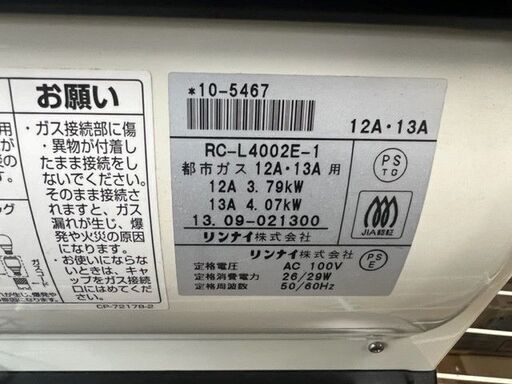 お願い
・ガス接続部に傷
・異物が付着し
たまま接続をし
ないでください。
そのまま接続さ
れますと、ガス
漏れが生じ、爆
発や火災の原因
になります。
・お使いにならな
いときは、キャ
ップをガス接続
口にはめてくだ
さい。
CP-72178-2
*10-5467
12A・13A
RC-L4002E-1
都市ガス 12A・13A 用
12A 3.79kW
13A 4.07kW
13.09-021300
リンナイ株式会社
PS
TG
JIA認証
リンナイ株式会社
PS
E
定格電圧 AC 100V
定格消費電力 26/29W
定格周波数 50/60Hz